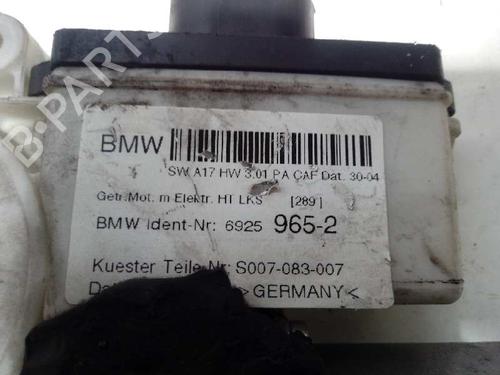 BMW
SW A17 HW 3.01 PA CAF Dat. 30-04
Getr.Mot. m Elektr. HT LKS [289]
BMW Ident-Nr: 6925 965-2
Kuester Teile-Nr: S007-083-007
>GERMANY<